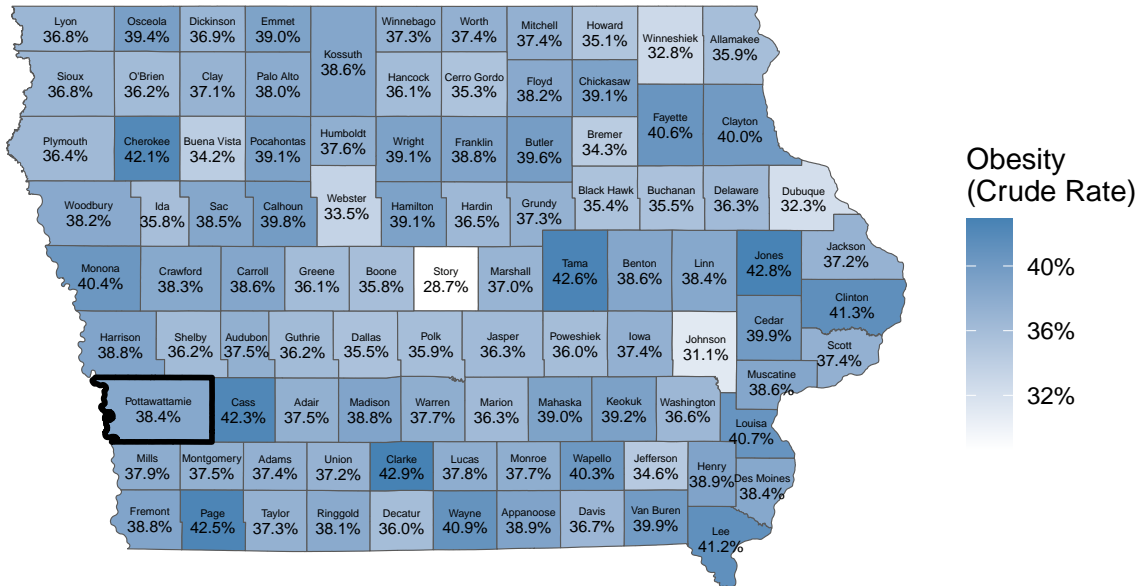 Lyon
36.8%
Osceola
39.4%
Dickinson
36.9%
Emmet
39.0%
Kossuth
38.6%
Winnebago
37.3%
Worth
37.4%
Mitchell
37.4%
Howard
35.1%
Winneshiek
32.8%
Allamakee
35.9%
Sioux
36.8%
O'Brien
36.2%
Clay
37.1%
Palo Alto
38.0%
Hancock
36.1%
Cerro Gordo
35.3%
Floyd
38.2%
Chickasaw
39.1%
Fayette
40.6%
Clayton
40.0%
Plymouth
36.4%
Cherokee
42.1%
Buena Vista
34.2%
Pocahontas
39.1%
Humboldt
37.6%
Wright
39.1%
Franklin
38.8%
Butler
39.6%
Bremer
34.3%
Woodbury
38.2%
Ida
35.8%
Sac
38.5%
Calhoun
39.8%
Webster
33.5%
Hamilton
39.1%
Hardin
36.5%
Grundy
37.3%
Black Hawk
35.4%
Buchanan
35.5%
Delaware
36.3%
Dubuque
32.3%
Monona
40.4%
Crawford
38.3%
Carroll
38.6%
Greene
36.1%
Boone
35.8%
Story
28.7%
Marshall
37.0%
Tama
42.6%
Benton
38.6%
Linn
38.4%
Jones
42.8%
Jackson
37.2%
Clinton
41.3%
Harrison
38.8%
Shelby
36.2%
Audubon
37.5%
Guthrie
36.2%
Dallas
35.5%
Polk
35.9%
Jasper
36.3%
Poweshiek
36.0%
Iowa
37.4%
Johnson
31.1%
Cedar
39.9%
Scott
37.4%
Muscatine
38.6%
Pottawattamie
38.4%
Cass
42.3%
Adair
37.5%
Madison
38.8%
Warren
37.7%
Marion
36.3%
Mahaska
39.0%
Keokuk
39.2%
Washington
36.6%
Louisa
40.7%
Mills
37.9%
Montgomery
37.5%
Adams
37.4%
Union
37.2%
Clarke
42.9%
Lucas
37.8%
Monroe
37.7%
Wapello
40.3%
Jefferson
34.6%
Henry
38.9%
Des Moines
38.4%
Fremont
38.8%
Page
42.5%
Taylor
37.3%
Ringgold
38.1%
Decatur
36.0%
Wayne
40.9%
Appanoose
38.9%
Davis
36.7%
Van Buren
39.9%
Lee
41.2%
Obesity
(Crude Rate)
40%
36%
32%